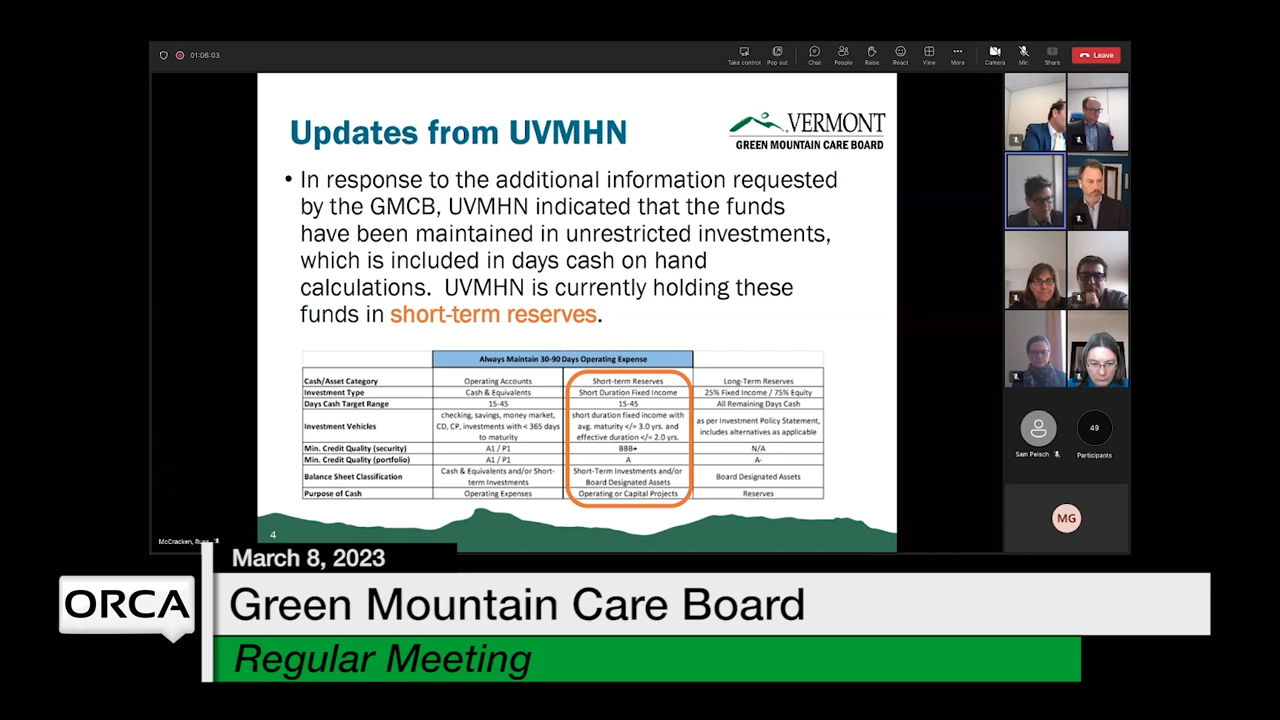 01:06:03
Take control
Pop out
Chat
People
Raise
React
View
More
Camera
Mic
Share
Leave
Updates from UVMHN
VERMONT
GREEN MOUNTAIN CARE BOARD
• In response to the additional information requested
by the GMCB, UVMHN indicated that the funds
have been maintained in unrestricted investments,
which is included in days cash on hand
calculations. UVMHN is currently holding these
funds in short-term reserves.
Always Maintain 30-90 Days Operating Expense
Cash/Asset Category Operating Accounts Short-term Reserves Long-Term Reserves
Investment Type Cash & Equivalents Short Duration Fixed Income 25% Fixed Income / 75% Equity
Days Cash Target Range 15-45 15-45 All Remaining Days Cash
Investment Vehicles
checking, savings, money market,
CD, CP, investments with < 365 days
to maturity
short duration fixed income with
avg. maturity </= 3.0 yrs. and
effective duration </= 2.0 yrs.
as per Investment Policy Statement,
includes alternatives as applicable
Min. Credit Quality (security) A1 / P1 BBB+ N/A
Min. Credit Quality (portfolio) A1 / P1 A A-
Balance Sheet Classification
Cash & Equivalents and/or Short-
term Investments
Short-Term Investments and/or
Board Designated Assets
Board Designated Assets
Purpose of Cash Operating Expenses Operating or Capital Projects Reserves
4
Sam Peisch
49
Participants
MG
McCracken,
March 8, 2023
ORCA
Green Mountain Care Board
Regular Meeting